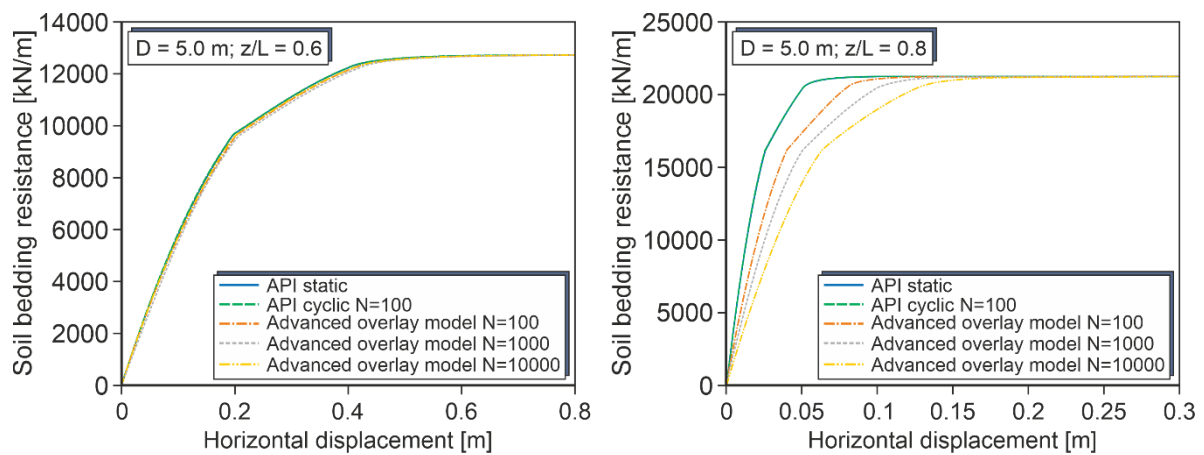 D = 5.0 m; z/L = 0.6
Soil bedding resistance [kN/m]
14000
12000
10000
8000
6000
4000
2000
0
API static
API cyclic N=100
Advanced overlay model N=100
Advanced overlay model N=1000
Advanced overlay model N=10000
0 0.2 0.4 0.6 0.8
Horizontal displacement [m]
D = 5.0 m; z/L = 0.8
Soil bedding resistance [kN/m]
25000
20000
15000
10000
5000
0
API static
API cyclic N=100
Advanced overlay model N=100
Advanced overlay model N=1000
Advanced overlay model N=10000
0 0.05 0.1 0.15 0.2 0.25 0.3
Horizontal displacement [m]